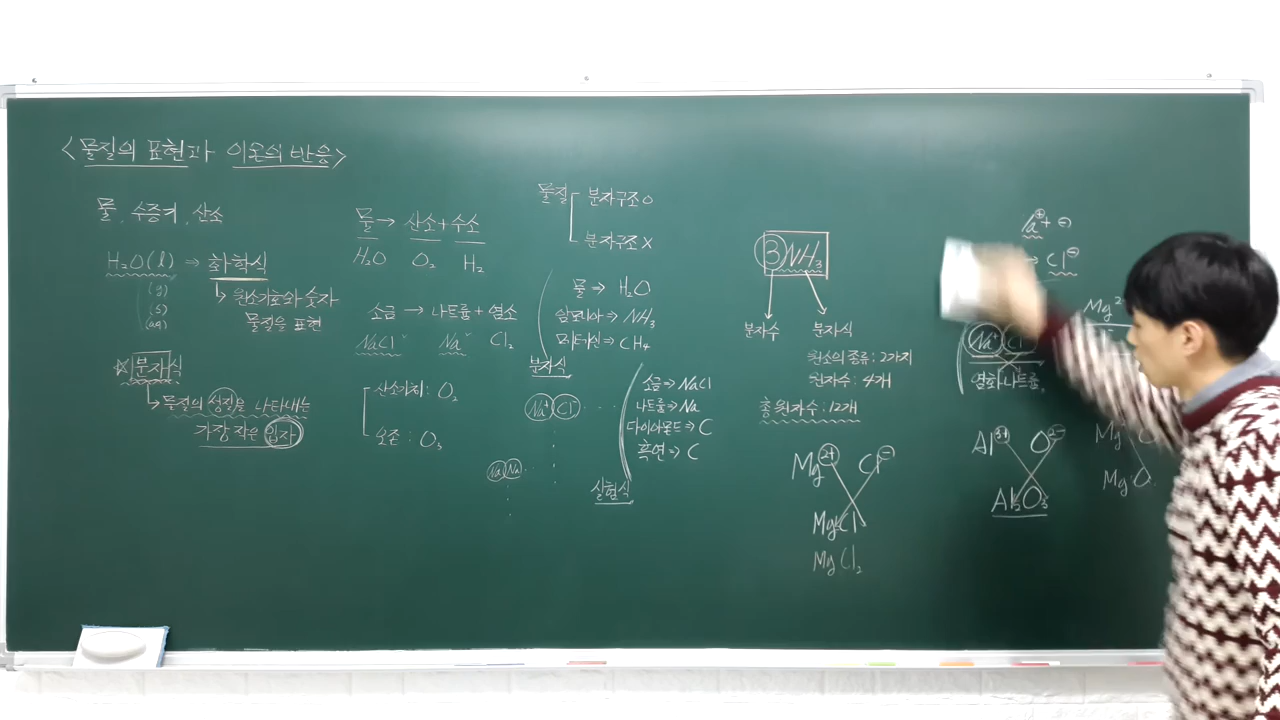 <물질의 표현과 이온의 반응>
물, 수증기, 산소
H₂O(l) ⇒ 화학식
(g)
(s)
(aq)
↳ 원소기호와 숫자
물질을 표현
☆분자식
↳ 물질의 성질을 나타내는
가장 작은 입자
물 → 산소+수소
H₂O O₂ H₂
소금 → 나트륨+염소
NaCl Na Cl₂
산소기체: O₂
오존: O₃
물질
분자구조 O
분자구조 X
물 → H₂O
암모니아 → NH₃
메테인 → CH₄
분자식
Na⁺ Cl⁻ ...
Na Na ..
소금 → NaCl
나트륨 → Na
다이아몬드 → C
흑연 → C
실험식
3NH₃
분자수 분자식
원소의 종류: 2가지
원자수: 4개
총 원자수: 12개
Mg²⁺ Cl⁻
MgCl
MgCl₂
+ ⊖
→ Cl⊖
Na⁺ Cl
염화나트륨
Al³⁺ O²⁻
Al₂O₃
Mg²
Mg O
Mg O